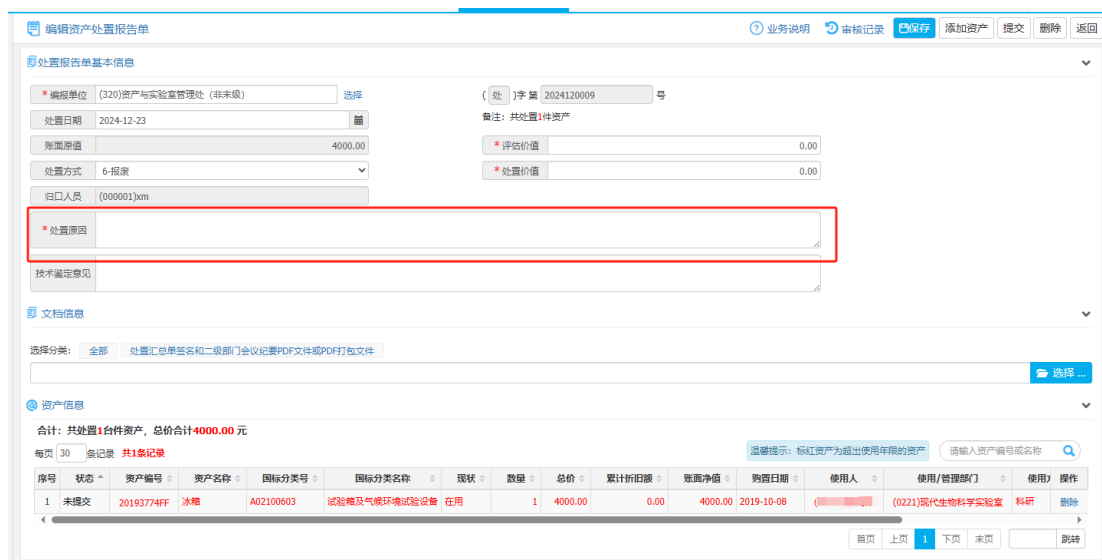 编辑资产处置报告单 业务说明 审核记录 保存 添加资产 提交 删除 返回
处置报告单基本信息
* 编报单位 (320)资产与实验室管理处（非末级） 选择 ( 处 )字 第 2024120009 号
处置日期 2024-12-23 备注：共处置1件资产
账面原值 4000.00 * 评估价值 0.00
处置方式 6-报废 * 处置价值 0.00
归口人员 (000001)xm
* 处置原因
技术鉴定意见
文档信息
选择分类： 全部 处置汇总单签名和二级部门会议纪要PDF文件或PDF打包文件
选择 ...
资产信息
合计：共处置1台件资产，总价合计4000.00 元
每页 30 条记录 共1条记录 温馨提示：标红资产为超出使用年限的资产 请输入资产编号或名称
序号 状态 资产编号 资产名称 国标分类号 国标分类名称 现状 数量 总价 累计折旧额 账面净值 购置日期 使用人 使用/管理部门 使用 操作
1 未提交 20193774FF 冰箱 A02100603 试验箱及气候环境试验设备 在用 1 4000.00 0.00 4000.00 2019-10-08 (0221)现代生物科学实验室 科研 删除
首页 上页 1 下页 末页 跳转